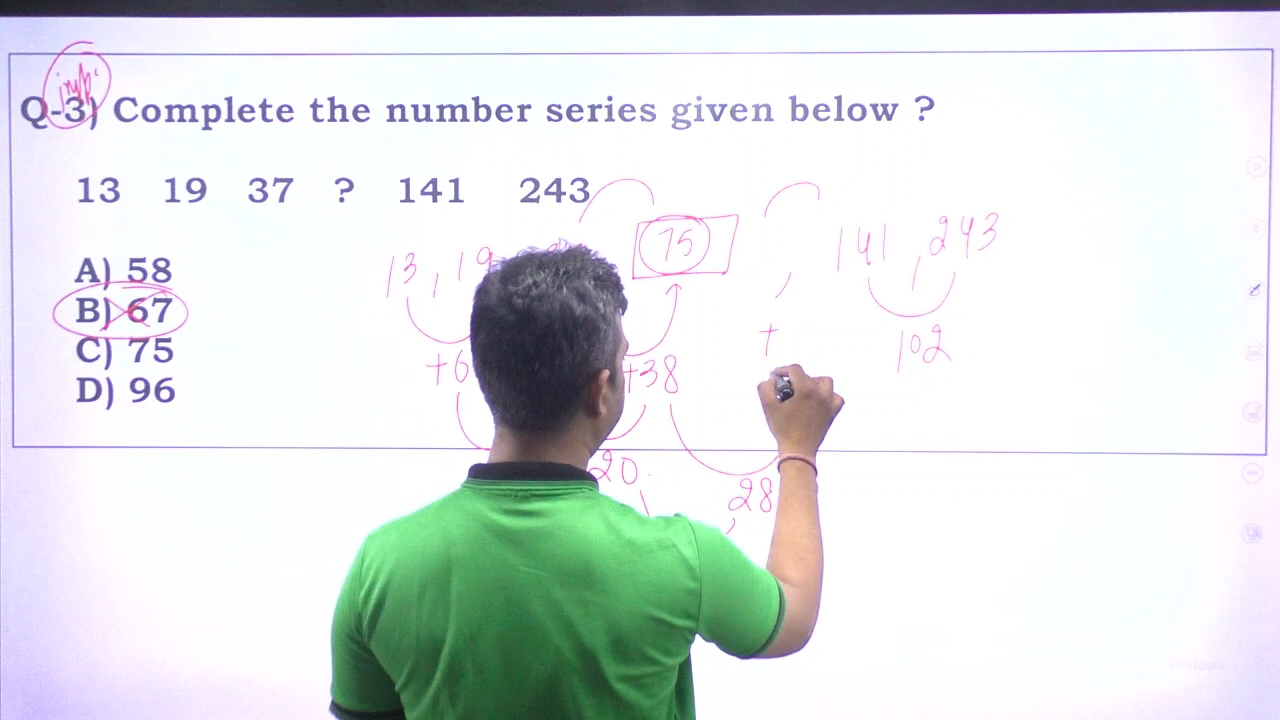 imp.
Q-3) Complete the number series given below ?
13 19 37 ? 141 243
A) 58
B) 67
C) 75
D) 96
13, 19 75 , 141, 243
+6 +38 + 102
20 28
,